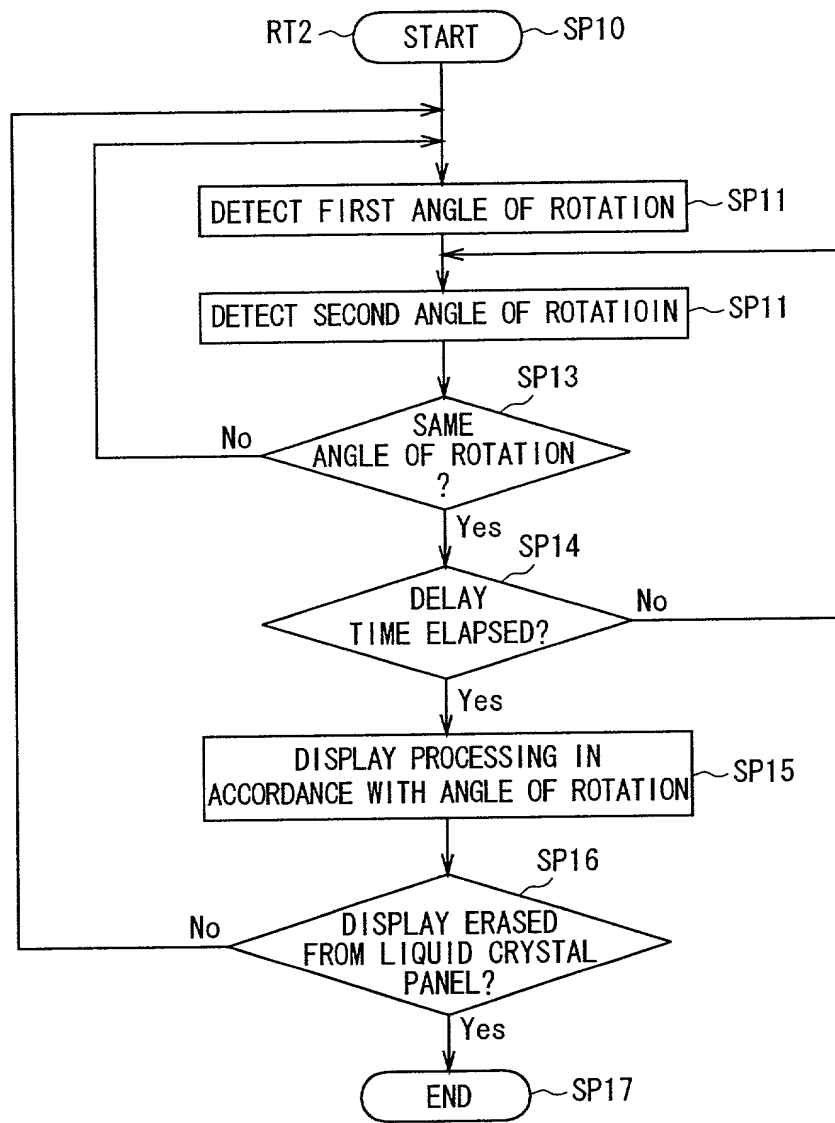 RT2 START SP10
DETECT FIRST ANGLE OF ROTATION SP11
DETECT SECOND ANGLE OF ROTATIOIN SP11
SP13
SAME
ANGLE OF ROTATION
?
No
Yes
SP14
DELAY
TIME ELAPSED?
No
Yes
DISPLAY PROCESSING IN
ACCORDANCE WITH ANGLE OF ROTATION
SP15
SP16
DISPLAY ERASED
FROM LIQUID CRYSTAL
PANEL?
No
Yes
END SP17